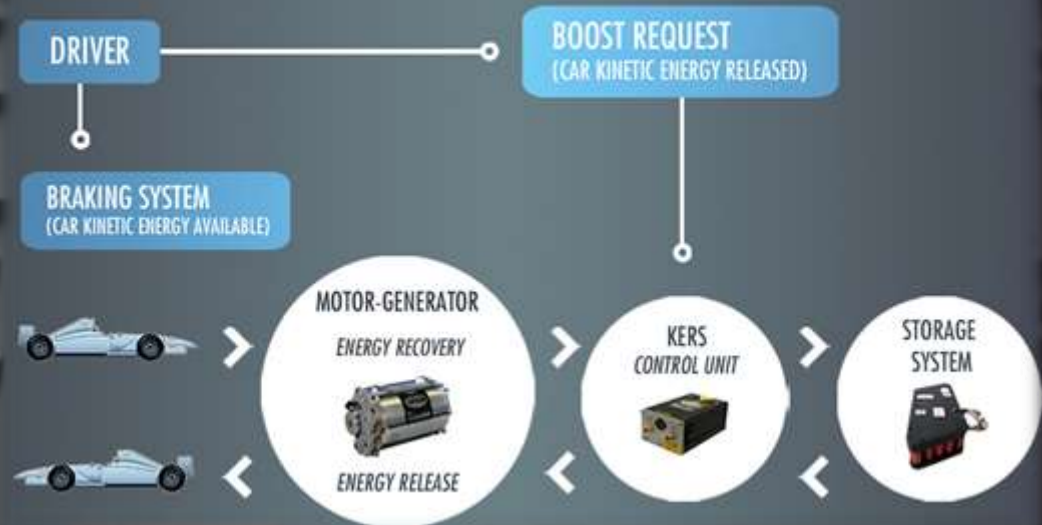 DRIVER
BOOST REQUEST
(CAR KINETIC ENERGY RELEASED)
BRAKING SYSTEM
(CAR KINETIC ENERGY AVAILABLE)
MOTOR-GENERATOR
ENERGY RECOVERY
ENERGY RELEASE
KERS
CONTROL UNIT
STORAGE
SYSTEM